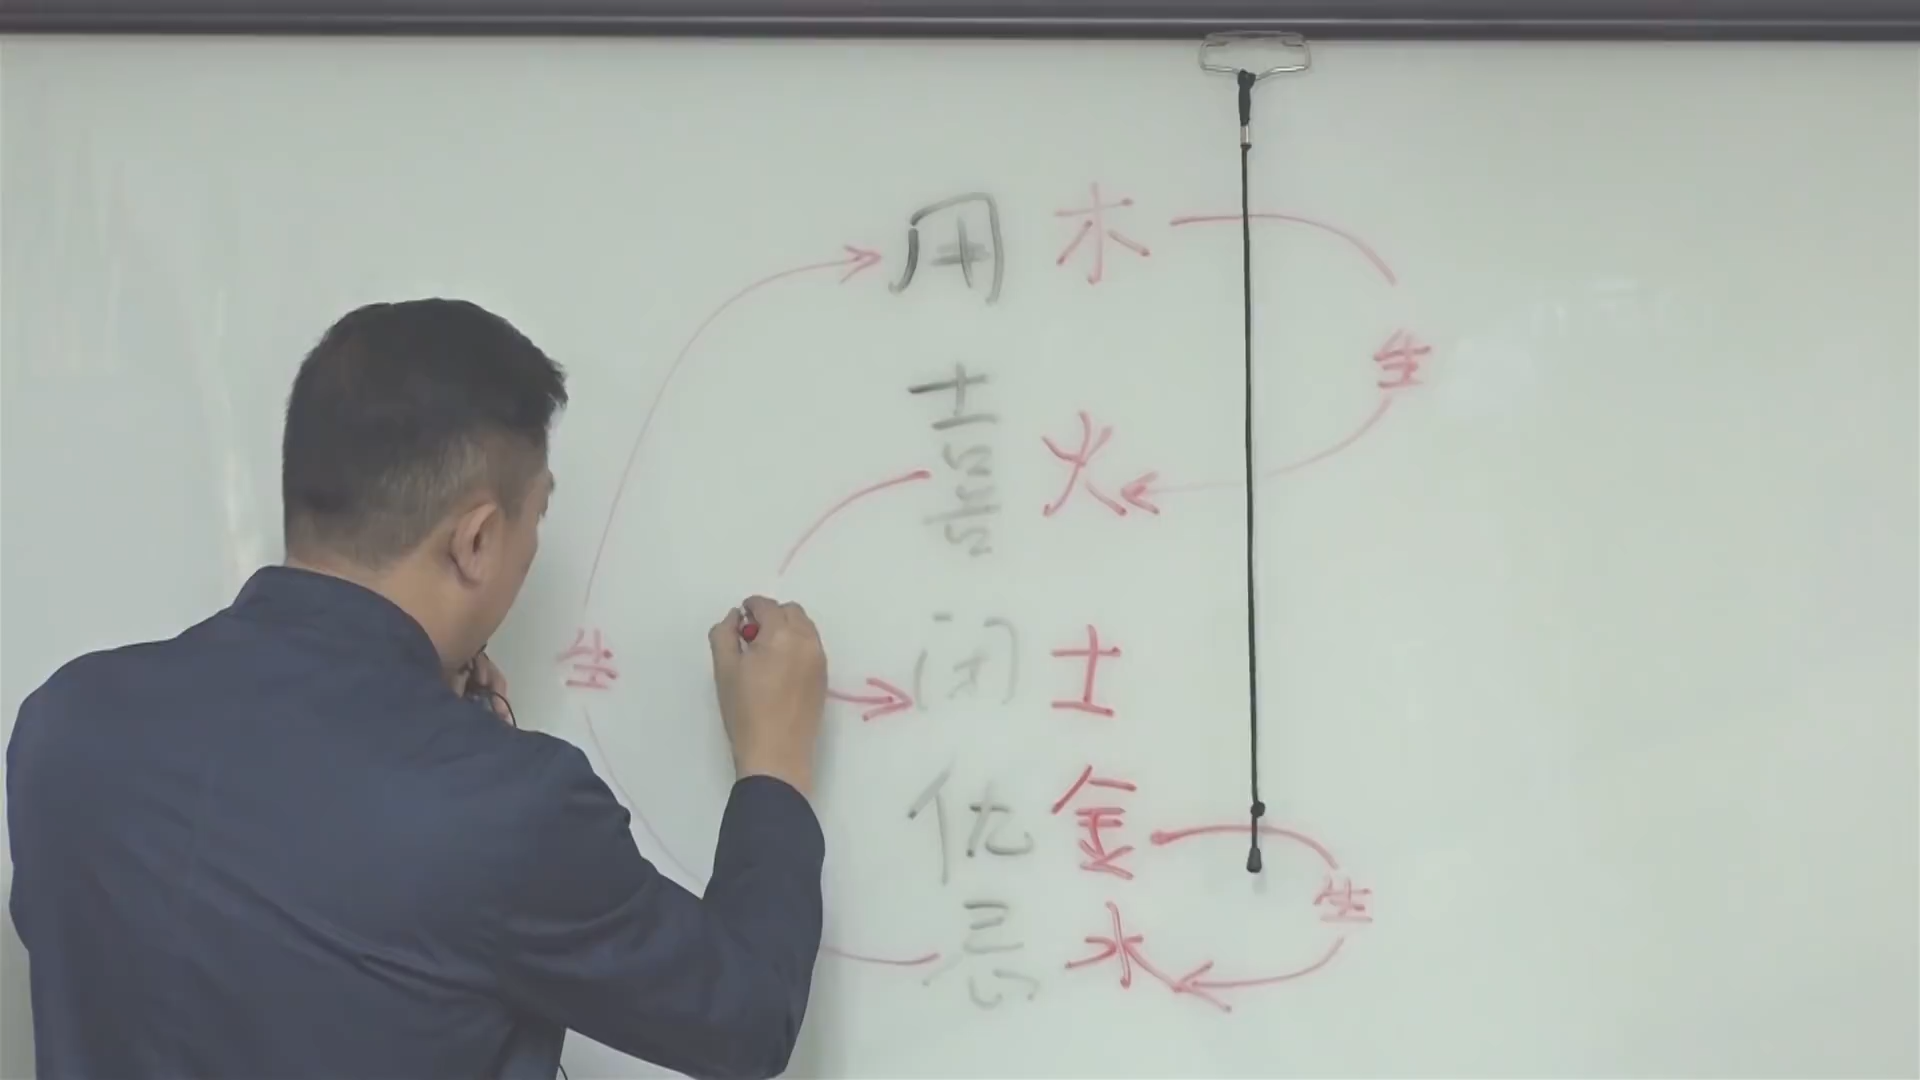 用 木
生
喜 火
生
闲 土
仇 金
生
忌 水